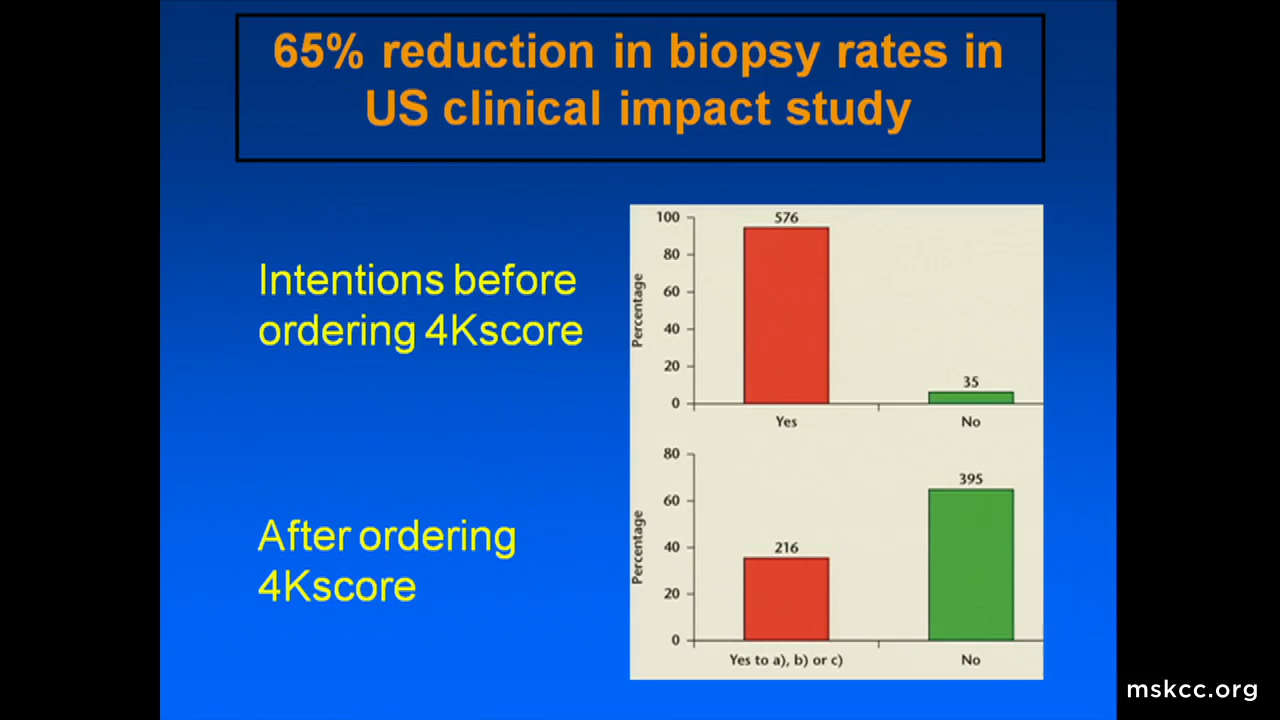 65% reduction in biopsy rates in
US clinical impact study
Intentions before
ordering 4Kscore
100
80
60
40
20
0
Percentage
576
35
Yes
No
After ordering
4Kscore
80
60
40
20
0
Percentage
216
395
Yes to a), b) or c)
No
mskcc.org